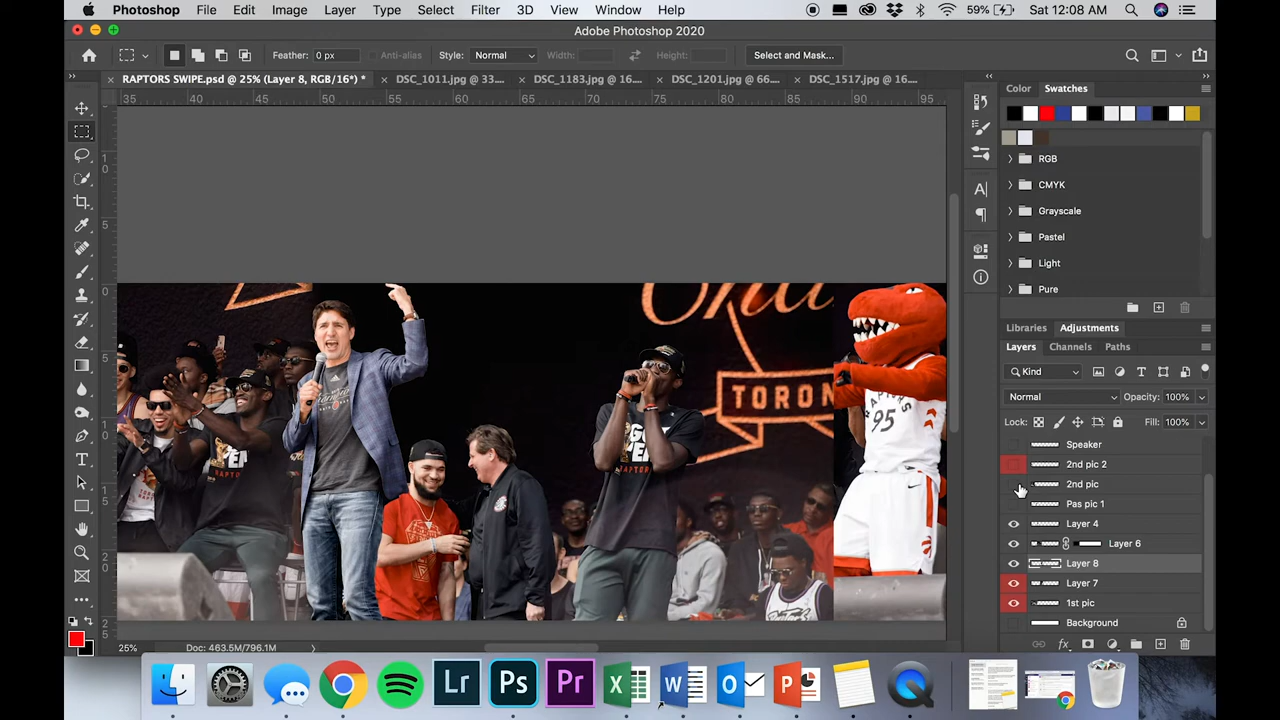 Photoshop File Edit Image Layer Type Select Filter 3D View Window Help 59% Sat 12:08 AM
Adobe Photoshop 2020
Feather: 0 px Anti-alias Style: Normal Width: Height: Select and Mask...
RAPTORS SWIPE.psd @ 25% (Layer 8, RGB/16*) * DSC_1011.jpg @ 33.... DSC_1183.jpg @ 16.... DSC_1201.jpg @ 66.... DSC_1517.jpg @ 16....
35 40 45 50 55 60 65 70 75 80 85 90 95
Color Swatches
RGB
CMYK
Grayscale
Pastel
Light
Pure
Libraries Adjustments
Layers Channels Paths
Kind
Normal Opacity: 100%
Lock: Fill: 100%
Speaker
2nd pic 2
2nd pic
Pas pic 1
Layer 4
Layer 6
Layer 8
Layer 7
1st pic
Background
TORON
95
25% Doc: 463.5M/796.1M
Lr Ps Pr X W O P